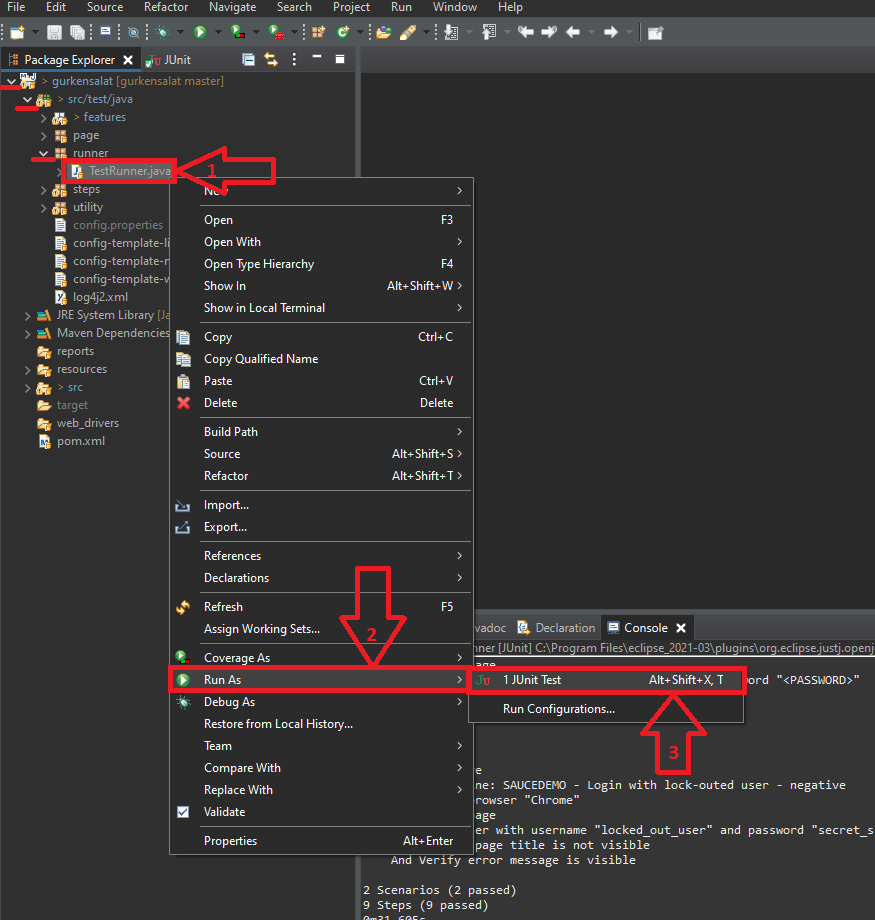 File Edit Source Refactor Navigate Search Project Run Window Help
Package Explorer JUnit
> gurkensalat [gurkensalat master]
> src/test/java
> features
page
runner
TestRunner.java
1
steps
utility
config.properties
config-template-li
config-template-
config-template-
log4j2.xml
JRE System Library [Ja
Maven Dependencies
reports
resources
> src
target
web_drivers
pom.xml
Open F3
Open With
Open Type Hierarchy F4
Show In Alt+Shift+W
Show in Local Terminal
Copy Ctrl+C
Copy Qualified Name
Paste Ctrl+V
Delete Delete
Build Path
Source Alt+Shift+S
Refactor Alt+Shift+T
Import...
Export...
References
Declarations
Refresh F5
Assign Working Sets...
2
Coverage As
Run As
Debug As
Restore from Local History...
Team
Compare With
Replace With
Validate
Properties Alt+Enter
1 JUnit Test Alt+Shift+X, T
Run Configurations...
3
vadoc Declaration Console
nner [JUnit] C:\Program Files\eclipse_2021-03\plugins\org.eclipse.justj.openj
ord "<PASSWORD>"
ne: SAUCEDEMO - Login with lock-outed user - negative
rowser "Chrome"
page
er with username "locked_out_user" and password "secret_s
page title is not visible
And Verify error message is visible
2 Scenarios (2 passed)
9 Steps (9 passed)
0m31.605s